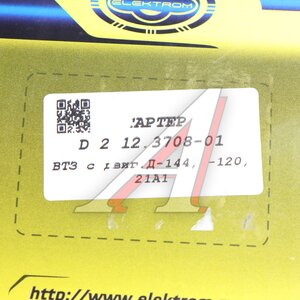 ELEKTROM
!АРТЕР
D 2 12.3708-01
ВТЗ с двиг.Д-144, -120,
21А1
http://www.elektrom